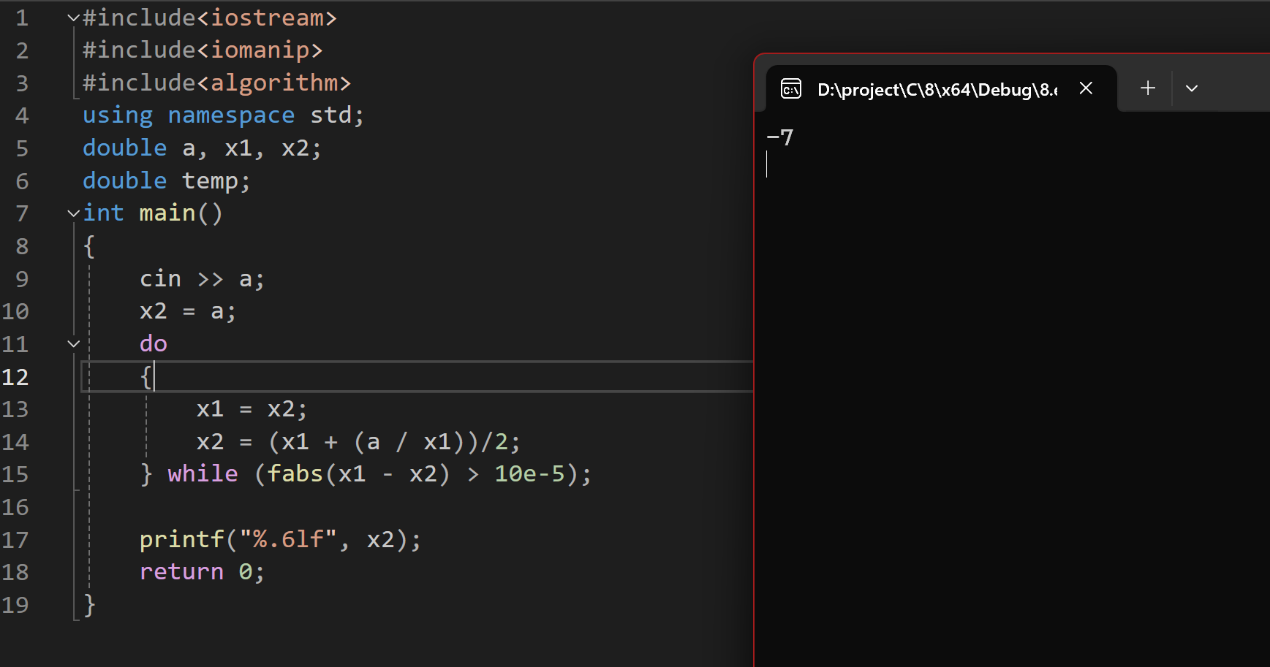 1 #include<iostream>
2 #include<iomanip>
3 #include<algorithm>
4 using namespace std;
5 double a, x1, x2;
6 double temp;
7 int main()
8 {
9     cin >> a;
10     x2 = a;
11     do
12     {
13         x1 = x2;
14         x2 = (x1 + (a / x1))/2;
15     } while (fabs(x1 - x2) > 10e-5);
16
17     printf("%.6lf", x2);
18     return 0;
19 }
D:\project\C\8\x64\Debug\8.e
-7